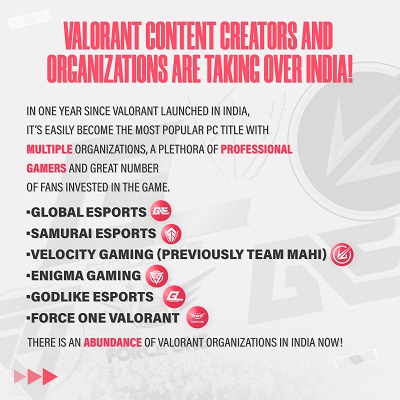 VALORANT CONTENT CREATORS AND
ORGANIZATIONS ARE TAKING OVER INDIA!
IN ONE YEAR SINCE VALORANT LAUNCHED IN INDIA,
IT'S EASILY BECOME THE MOST POPULAR PC TITLE WITH
MULTIPLE ORGANIZATIONS, A PLETHORA OF PROFESSIONAL
GAMERS AND GREAT NUMBER
OF FANS INVESTED IN THE GAME.
▪GLOBAL ESPORTS
▪SAMURAI ESPORTS
▪VELOCITY GAMING (PREVIOUSLY TEAM MAHI)
▪ENIGMA GAMING
▪GODLIKE ESPORTS
▪FORCE ONE VALORANT
THERE IS AN ABUNDANCE OF VALORANT ORGANIZATIONS IN INDIA NOW!